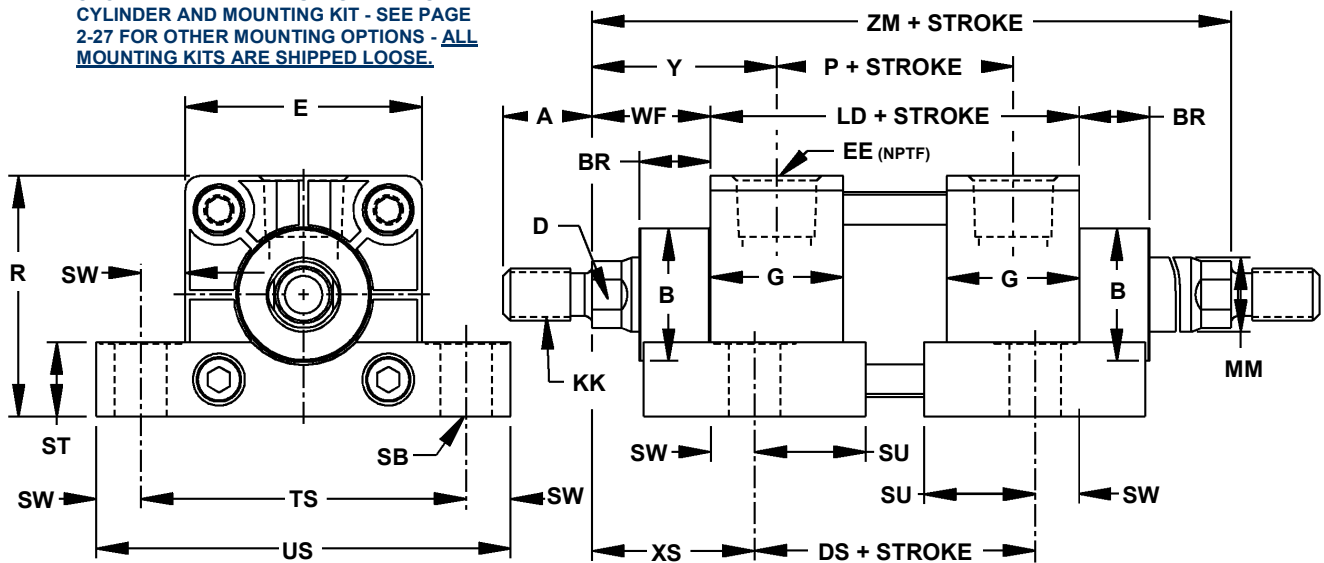 CYLINDER AND MOUNTING KIT - SEE PAGE
2-27 FOR OTHER MOUNTING OPTIONS - ALL
MOUNTING KITS ARE SHIPPED LOOSE.
ZM + STROKE
Y
P + STROKE
E
A
WF
LD + STROKE
BR
BR
EE (NPTF)
D
R
SW
B
G
G
B
KK
MM
ST
SB
SW
SU
SW
TS
SW
SU
SW
US
XS
DS + STROKE